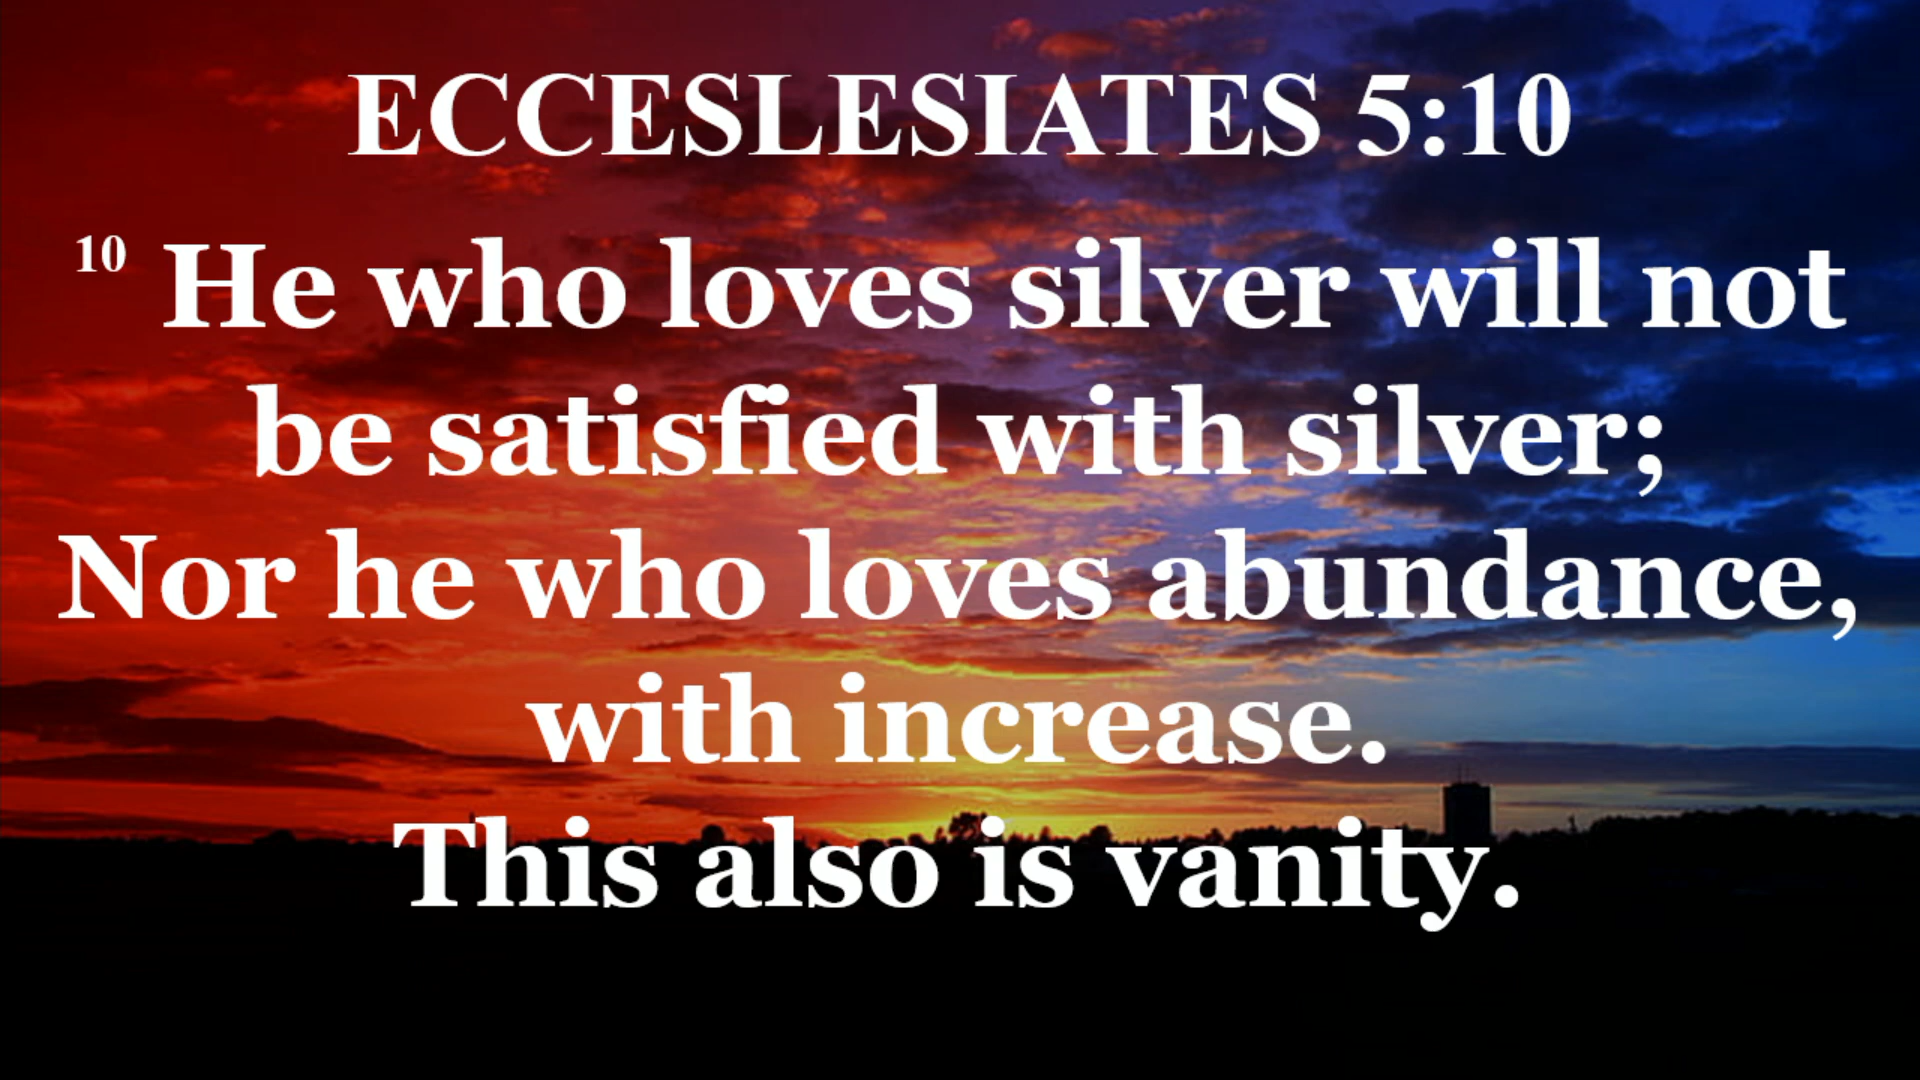 ECCESLESIATES 5:10
10 He who loves silver will not
be satisfied with silver;
Nor he who loves abundance,
with increase.
This also is vanity.